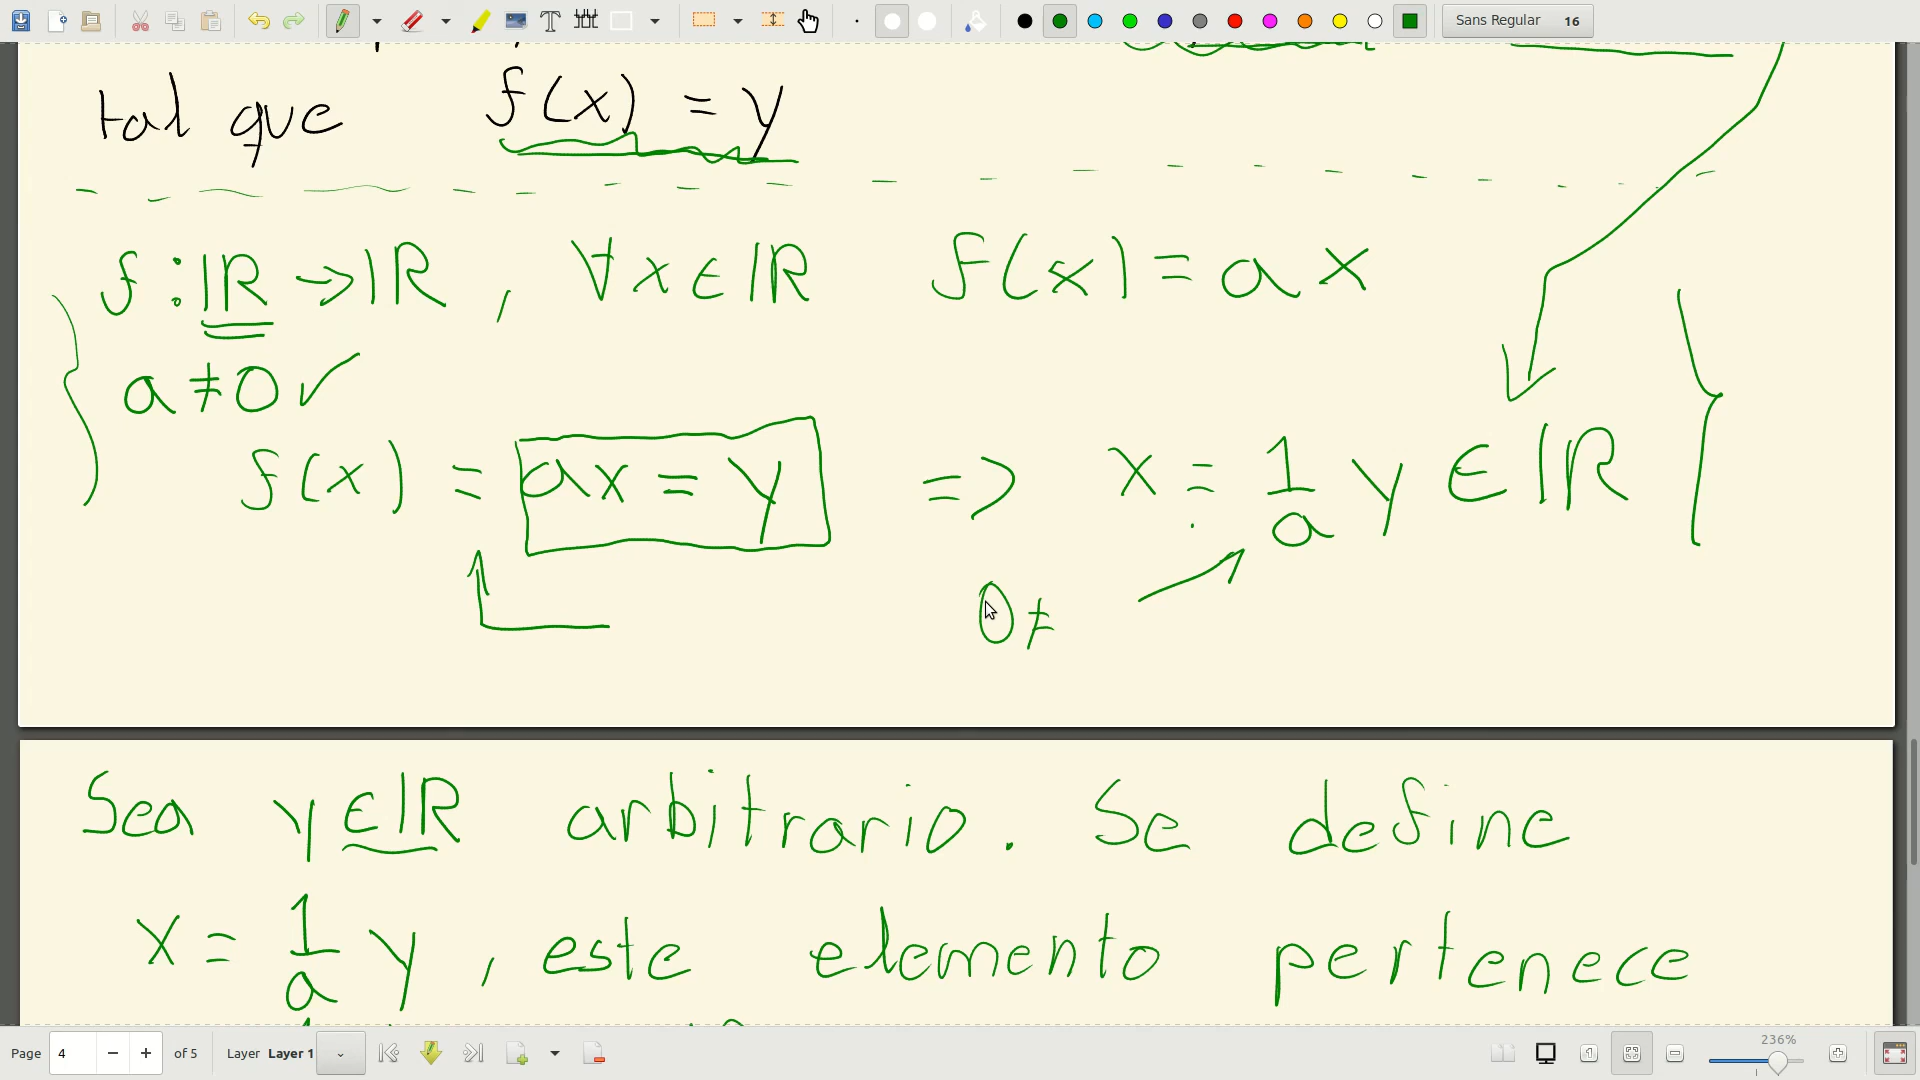 Sans Regular 16
tal que f(x) = y
f : ℝ → ℝ , ∀ x ∈ ℝ f(x) = a x
a ≠ 0 ✓
f(x) = ax = y => x = 1/a y ∈ ℝ
0 ≠
Sea y ∈ ℝ arbitrario. Se define
x = 1/a y , este elemento pertenece
Page 4 of 5 Layer Layer 1 236%